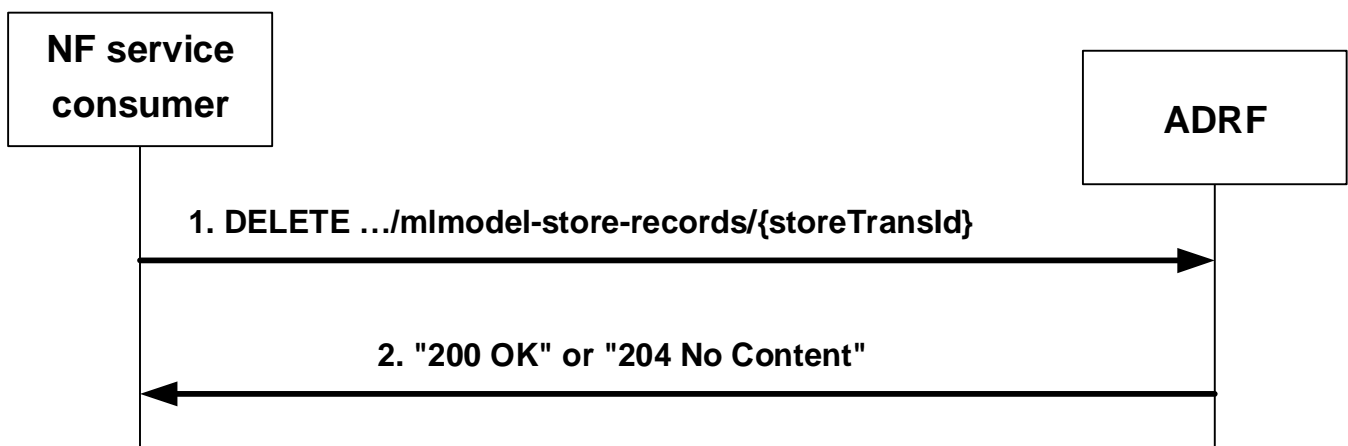 NF service
consumer
ADRF
1. DELETE …/mlmodel-store-records/{storeTransId}
2. "200 OK" or "204 No Content"